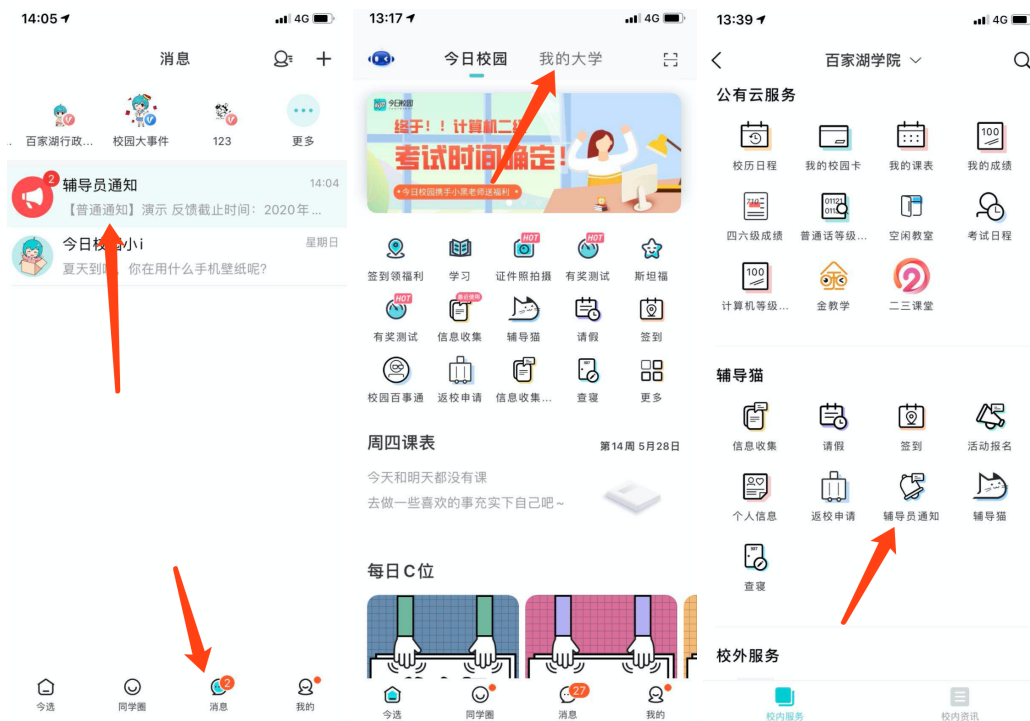 14:05
4G
消息
百家湖行政...
校园大事件
123
更多
2
辅导员通知
14:04
【普通通知】演示 反馈截止时间：2020年...
今日校园小i
星期日
夏天到啦，你在用什么手机壁纸呢？
今选
同学圈
2
消息
我的
13:17
4G
今日校园
我的大学
今日校园
终于！！计算机二级
考试时间确定！
•今日校园携手小黑老师送福利•
签到领福利
学习
HOT
证件照拍摄
HOT
有奖测试
斯坦福
HOT
有奖测试
最近使用
信息收集
辅导猫
请假
签到
校园百事通
返校申请
信息收集...
查寝
更多
周四课表
第14周 5月28日
今天和明天都没有课
去做一些喜欢的事充实下自己吧~
每日C位
今选
同学圈
27
消息
我的
13:39
4G
百家湖学院
公有云服务
校历日程
我的校园卡
我的课表
100
我的成绩
710
四六级成绩
01121
普通话等级...
空闲教室
考试日程
100
计算机等级...
金教学
二三课堂
辅导猫
信息收集
请假
签到
活动报名
个人信息
返校申请
辅导员通知
辅导猫
查寝
校外服务
校内服务
校内资讯